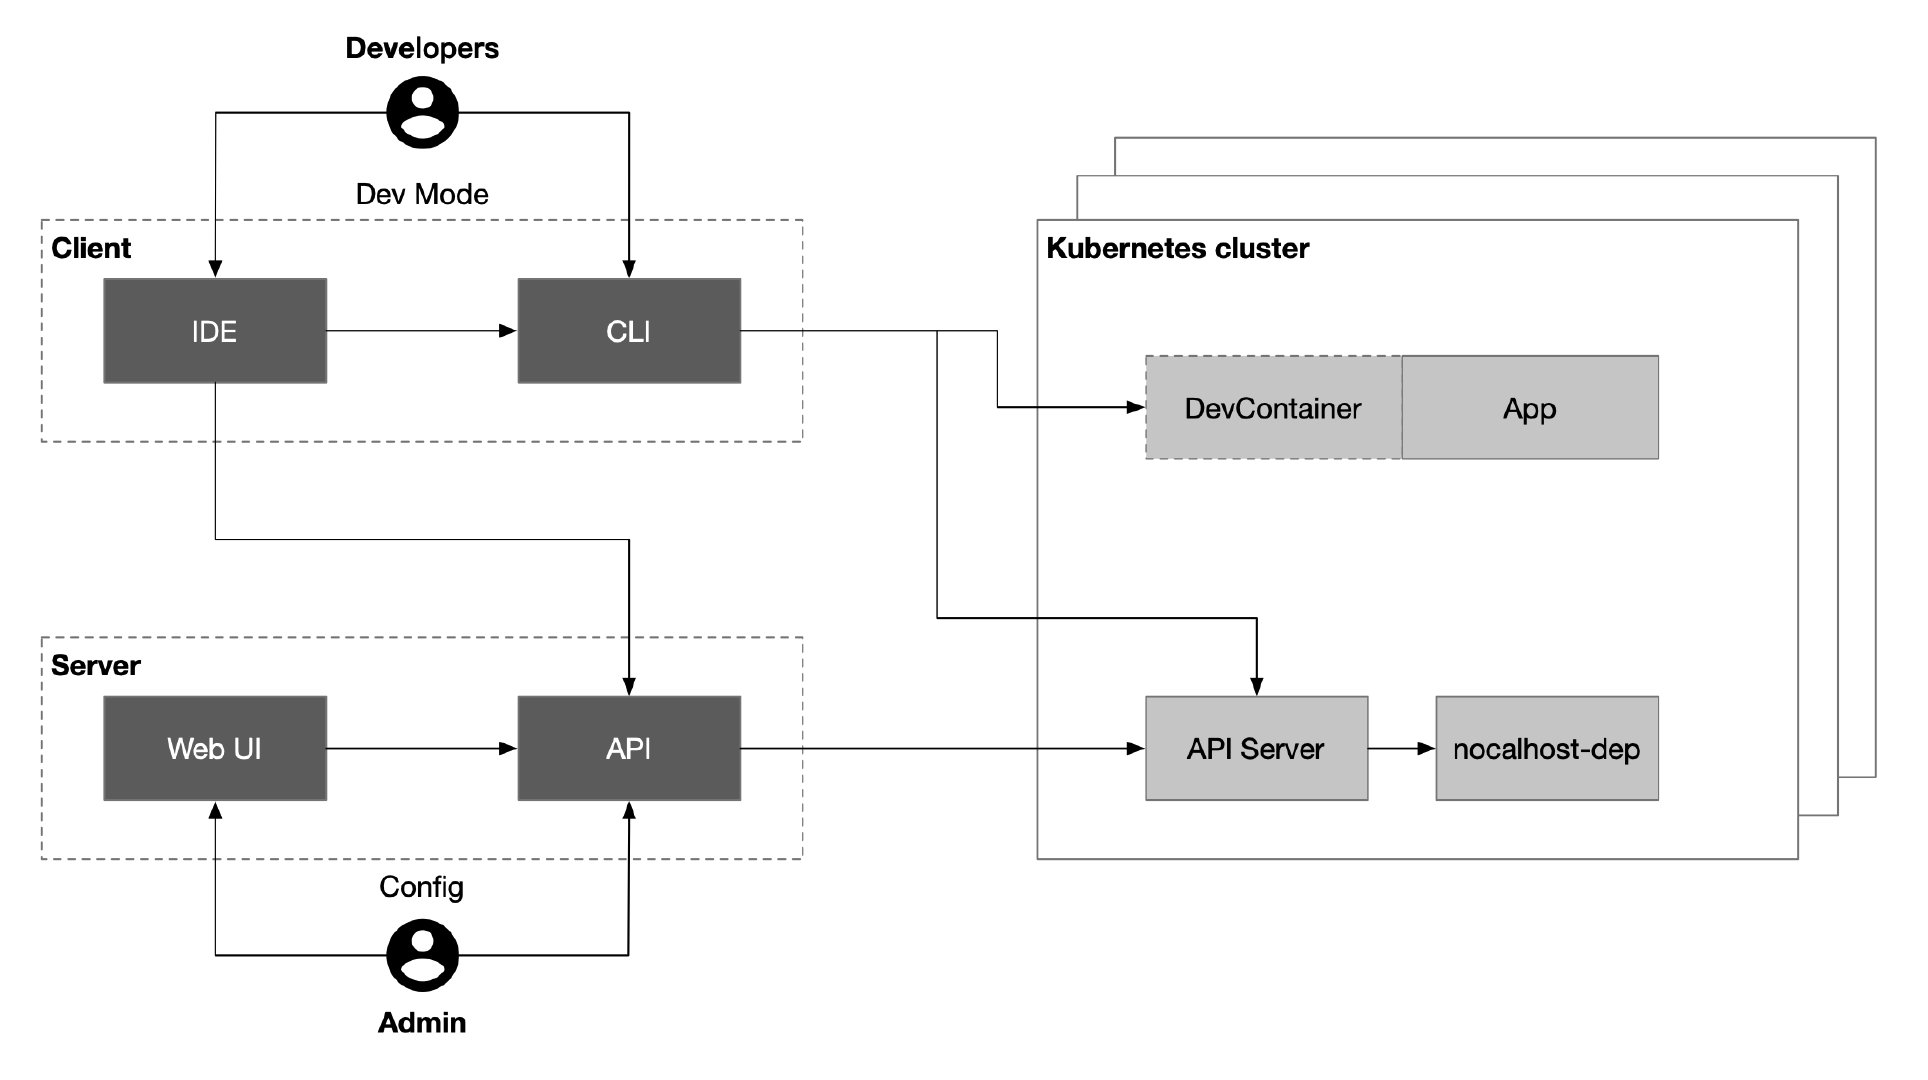 Developers
Dev Mode
Client
IDE
CLI
Kubernetes cluster
DevContainer
App
Server
Web UI
API
API Server
nocalhost-dep
Config
Admin